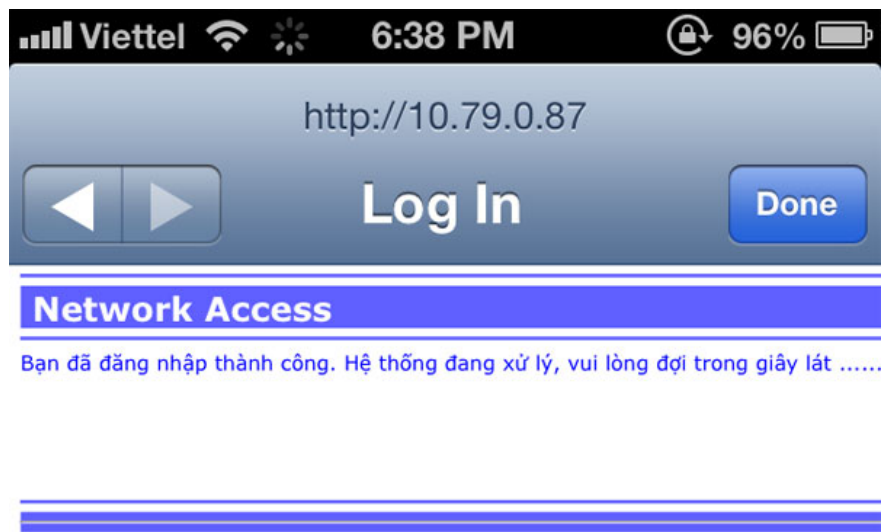 Viettel 6:38 PM 96%
http://10.79.0.87
Log In Done
Network Access
Bạn đã đăng nhập thành công. Hệ thống đang xử lý, vui lòng đợi trong giây lát ......